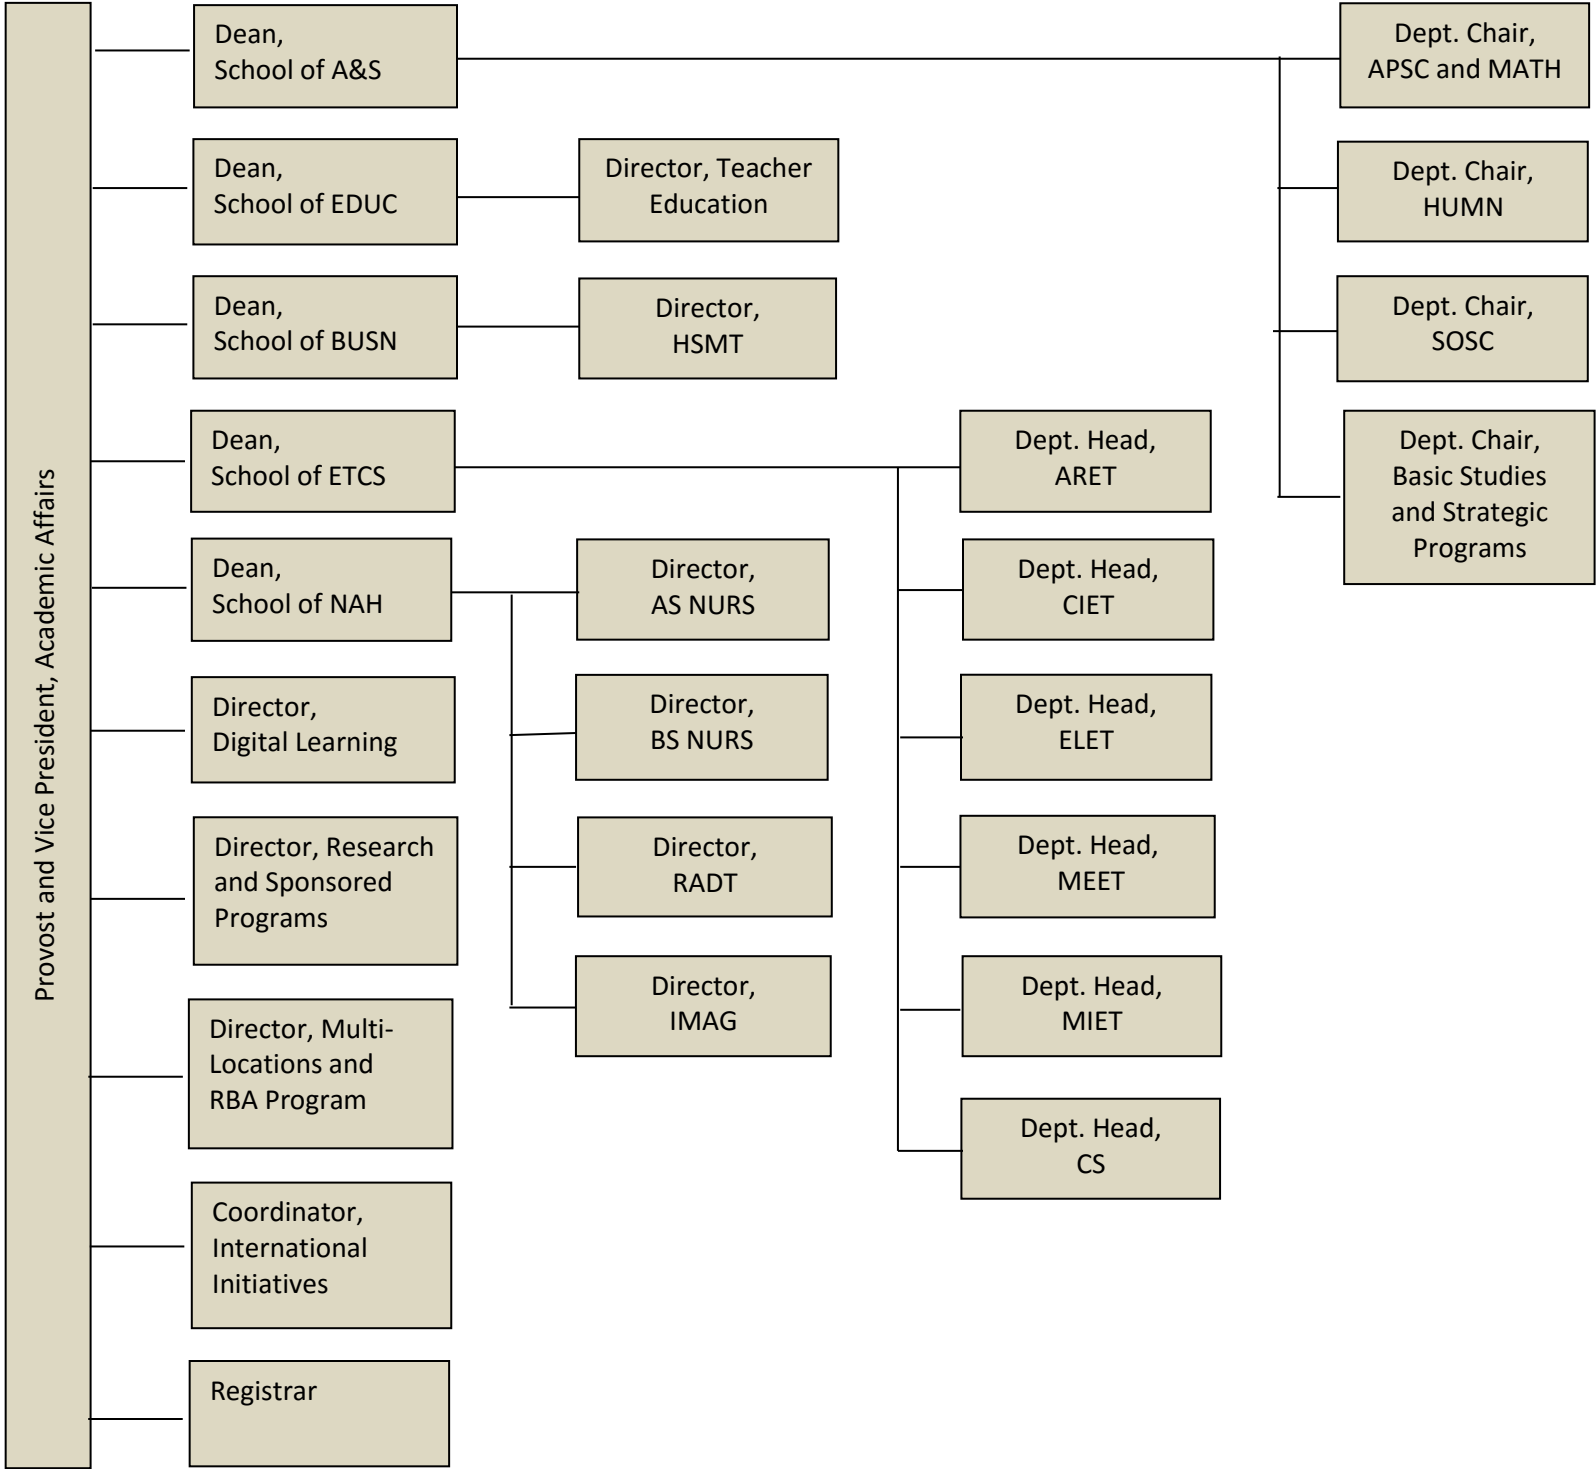 Provost and Vice President, Academic Affairs
Dean,
School of A&S
Dept. Chair,
APSC and MATH
Dept. Chair,
HUMN
Dept. Chair,
SOSC
Dept. Chair,
Basic Studies
and Strategic
Programs
Dean,
School of EDUC
Director, Teacher
Education
Dean,
School of BUSN
Director,
HSMT
Dean,
School of ETCS
Dept. Head,
ARET
Dept. Head,
CIET
Dept. Head,
ELET
Dept. Head,
MEET
Dept. Head,
MIET
Dept. Head,
CS
Dean,
School of NAH
Director,
AS NURS
Director,
BS NURS
Director,
RADT
Director,
IMAG
Director,
Digital Learning
Director, Research
and Sponsored
Programs
Director, Multi-
Locations and
RBA Program
Coordinator,
International
Initiatives
Registrar